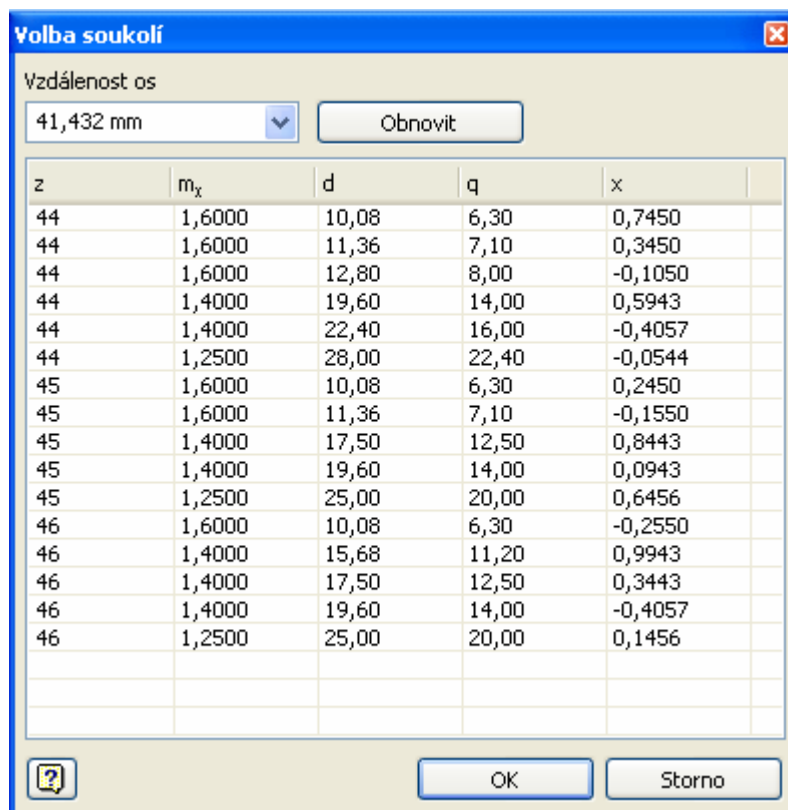 Volba soukolí
Vzdálenost os
41,432 mm Obnovit
z mx d q x
44 1,6000 10,08 6,30 0,7450
44 1,6000 11,36 7,10 0,3450
44 1,6000 12,80 8,00 -0,1050
44 1,4000 19,60 14,00 0,5943
44 1,4000 22,40 16,00 -0,4057
44 1,2500 28,00 22,40 -0,0544
45 1,6000 10,08 6,30 0,2450
45 1,6000 11,36 7,10 -0,1550
45 1,4000 17,50 12,50 0,8443
45 1,4000 19,60 14,00 0,0943
45 1,2500 25,00 20,00 0,6456
46 1,6000 10,08 6,30 -0,2550
46 1,4000 15,68 11,20 0,9943
46 1,4000 17,50 12,50 0,3443
46 1,4000 19,60 14,00 -0,4057
46 1,2500 25,00 20,00 0,1456
? OK Storno